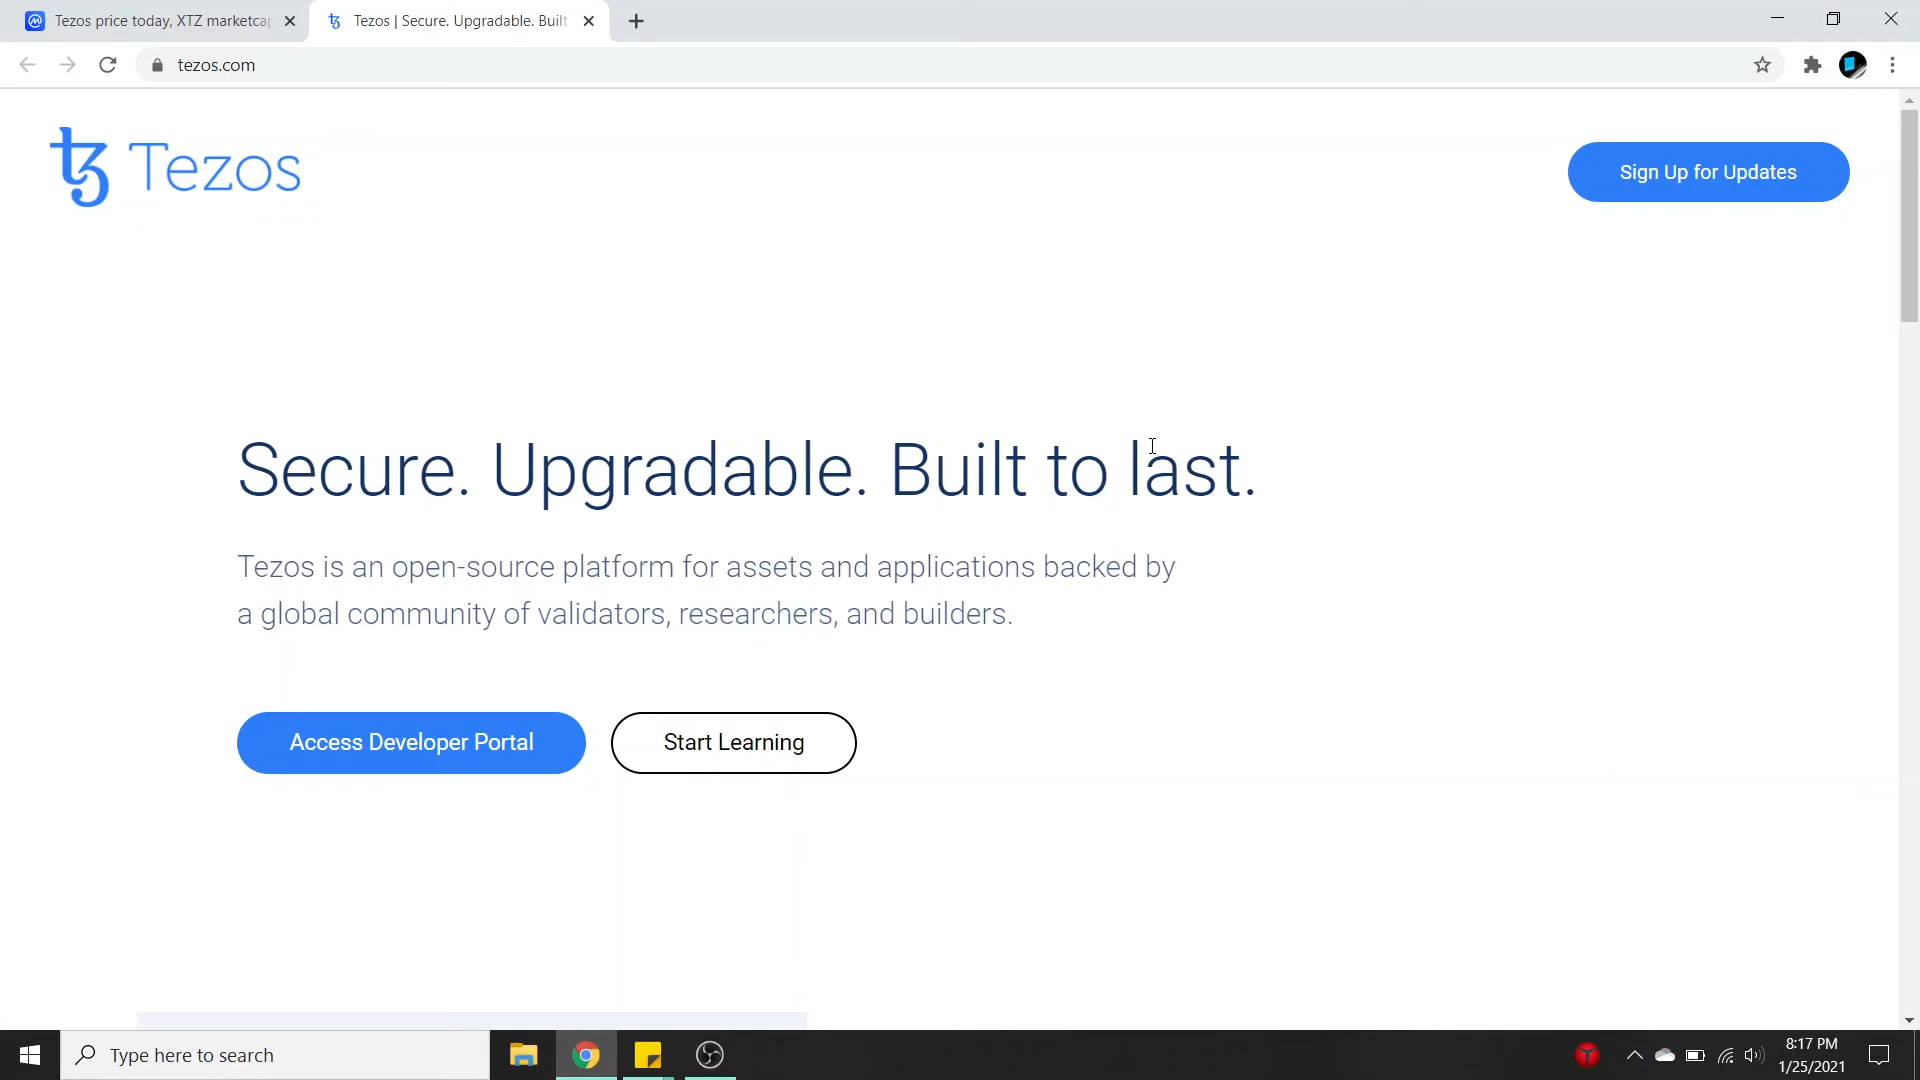 Tezos price today, XTZ marketcap
Tezos | Secure. Upgradable. Built
tezos.com
Tezos
Sign Up for Updates
Secure. Upgradable. Built to last.
Tezos is an open-source platform for assets and applications backed by
a global community of validators, researchers, and builders.
Access Developer Portal
Start Learning
Type here to search
8:17 PM
1/25/2021